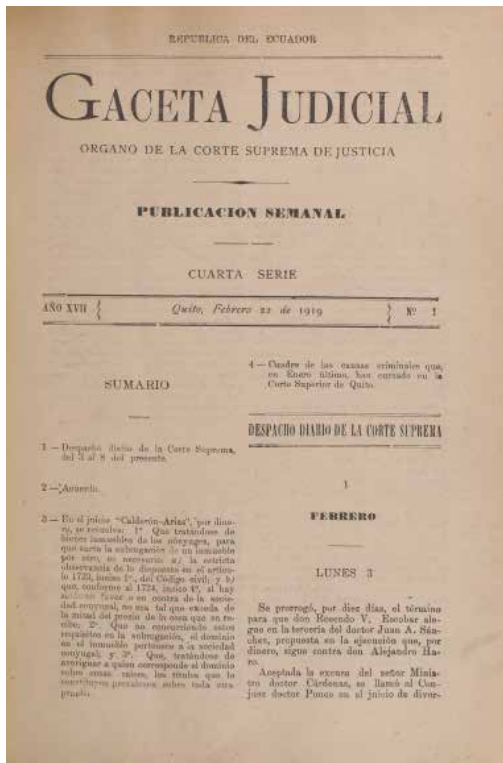 REPUBLICA DEL ECUADOR
GACETA JUDICIAL
ORGANO DE LA CORTE SUPREMA DE JUSTICIA
PUBLICACION SEMANAL
CUARTA SERIE
AÑO XVII { Quito, Febrero 22 de 1919 } Nº 1
SUMARIO
1 — Despacho diario de la Corte Suprema,
del 3 al 8 del presente.
2 — Acuerdo.
3 — En el juicio "Calderón-Arias", por dine-
ro, se resuelve: 1º Que tratándose de
bienes inmuebles de los cónyuges, para
que surta la subrogación de un inmueble
por otro, es necesario: a) la estricta
observancia de lo dispuesto en el artícu-
lo 1723, inciso 1º, del Código civil; y b)
que, conforme al 1724, inciso 4º, si hay
saldo en favor o en contra de la socie-
dad conyugal, no sea tal que exceda de
la mitad del precio de la cosa que se re-
cibe; 2º Que no concurriendo estos
requisitos en la subrogación, el dominio
en el inmueble pertenece a la sociedad
conyugal; y 3º Que, tratándose de
averiguar a quien corresponde el dominio
sobre cosas raíces, los títulos que lo
constituyen prevalecen sobre toda otra
prueba.
4 — Cuadro de las causas criminales que,
en Enero último, han cursado en la
Corte Superior de Quito.
DESPACHO DIARIO DE LA CORTE SUPREMA
1
FEBRERO
LUNES 3
Se prorrogó, por diez días, el término
para que don Rosendo V. Escobar ale-
gue en la tercería del doctor Juan A. Sán-
chez, propuesta en la ejecución que, por
dinero, sigue contra don Alejandro Ha-
ro.
Aceptada la excusa del señor Minis-
tro doctor Cárdenas, se llamó al Con-
juez doctor Ponce en el juicio de diver-